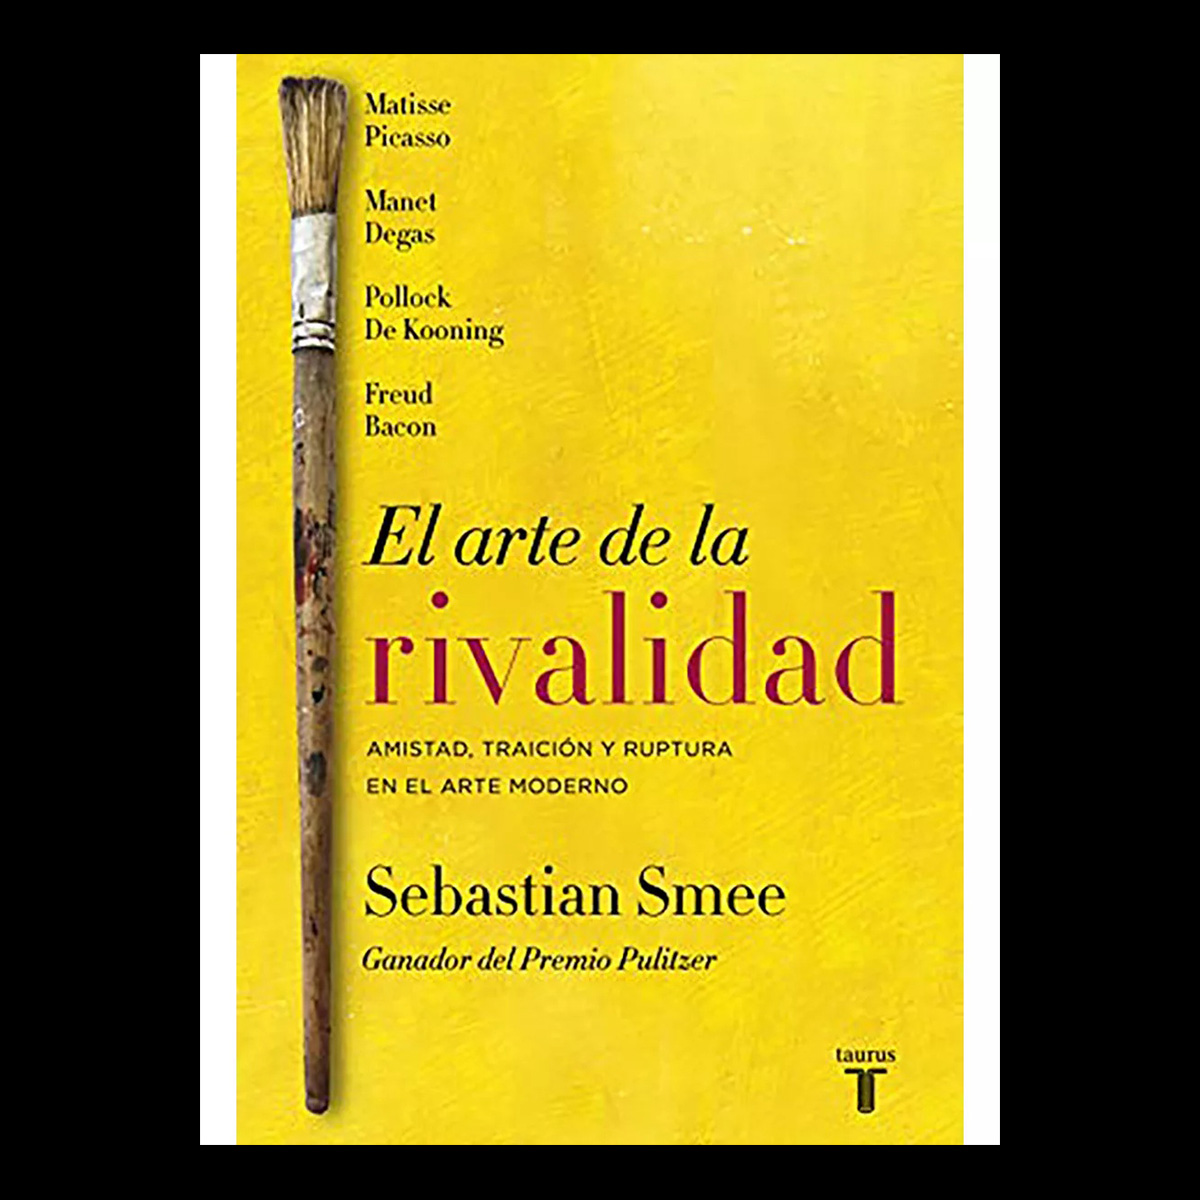 Matisse
Picasso
Manet
Degas
Pollock
De Kooning
Freud
Bacon
El arte de la
rivalidad
AMISTAD, TRAICIÓN Y RUPTURA
EN EL ARTE MODERNO
Sebastian Smee
Ganador del Premio Pulitzer
taurus